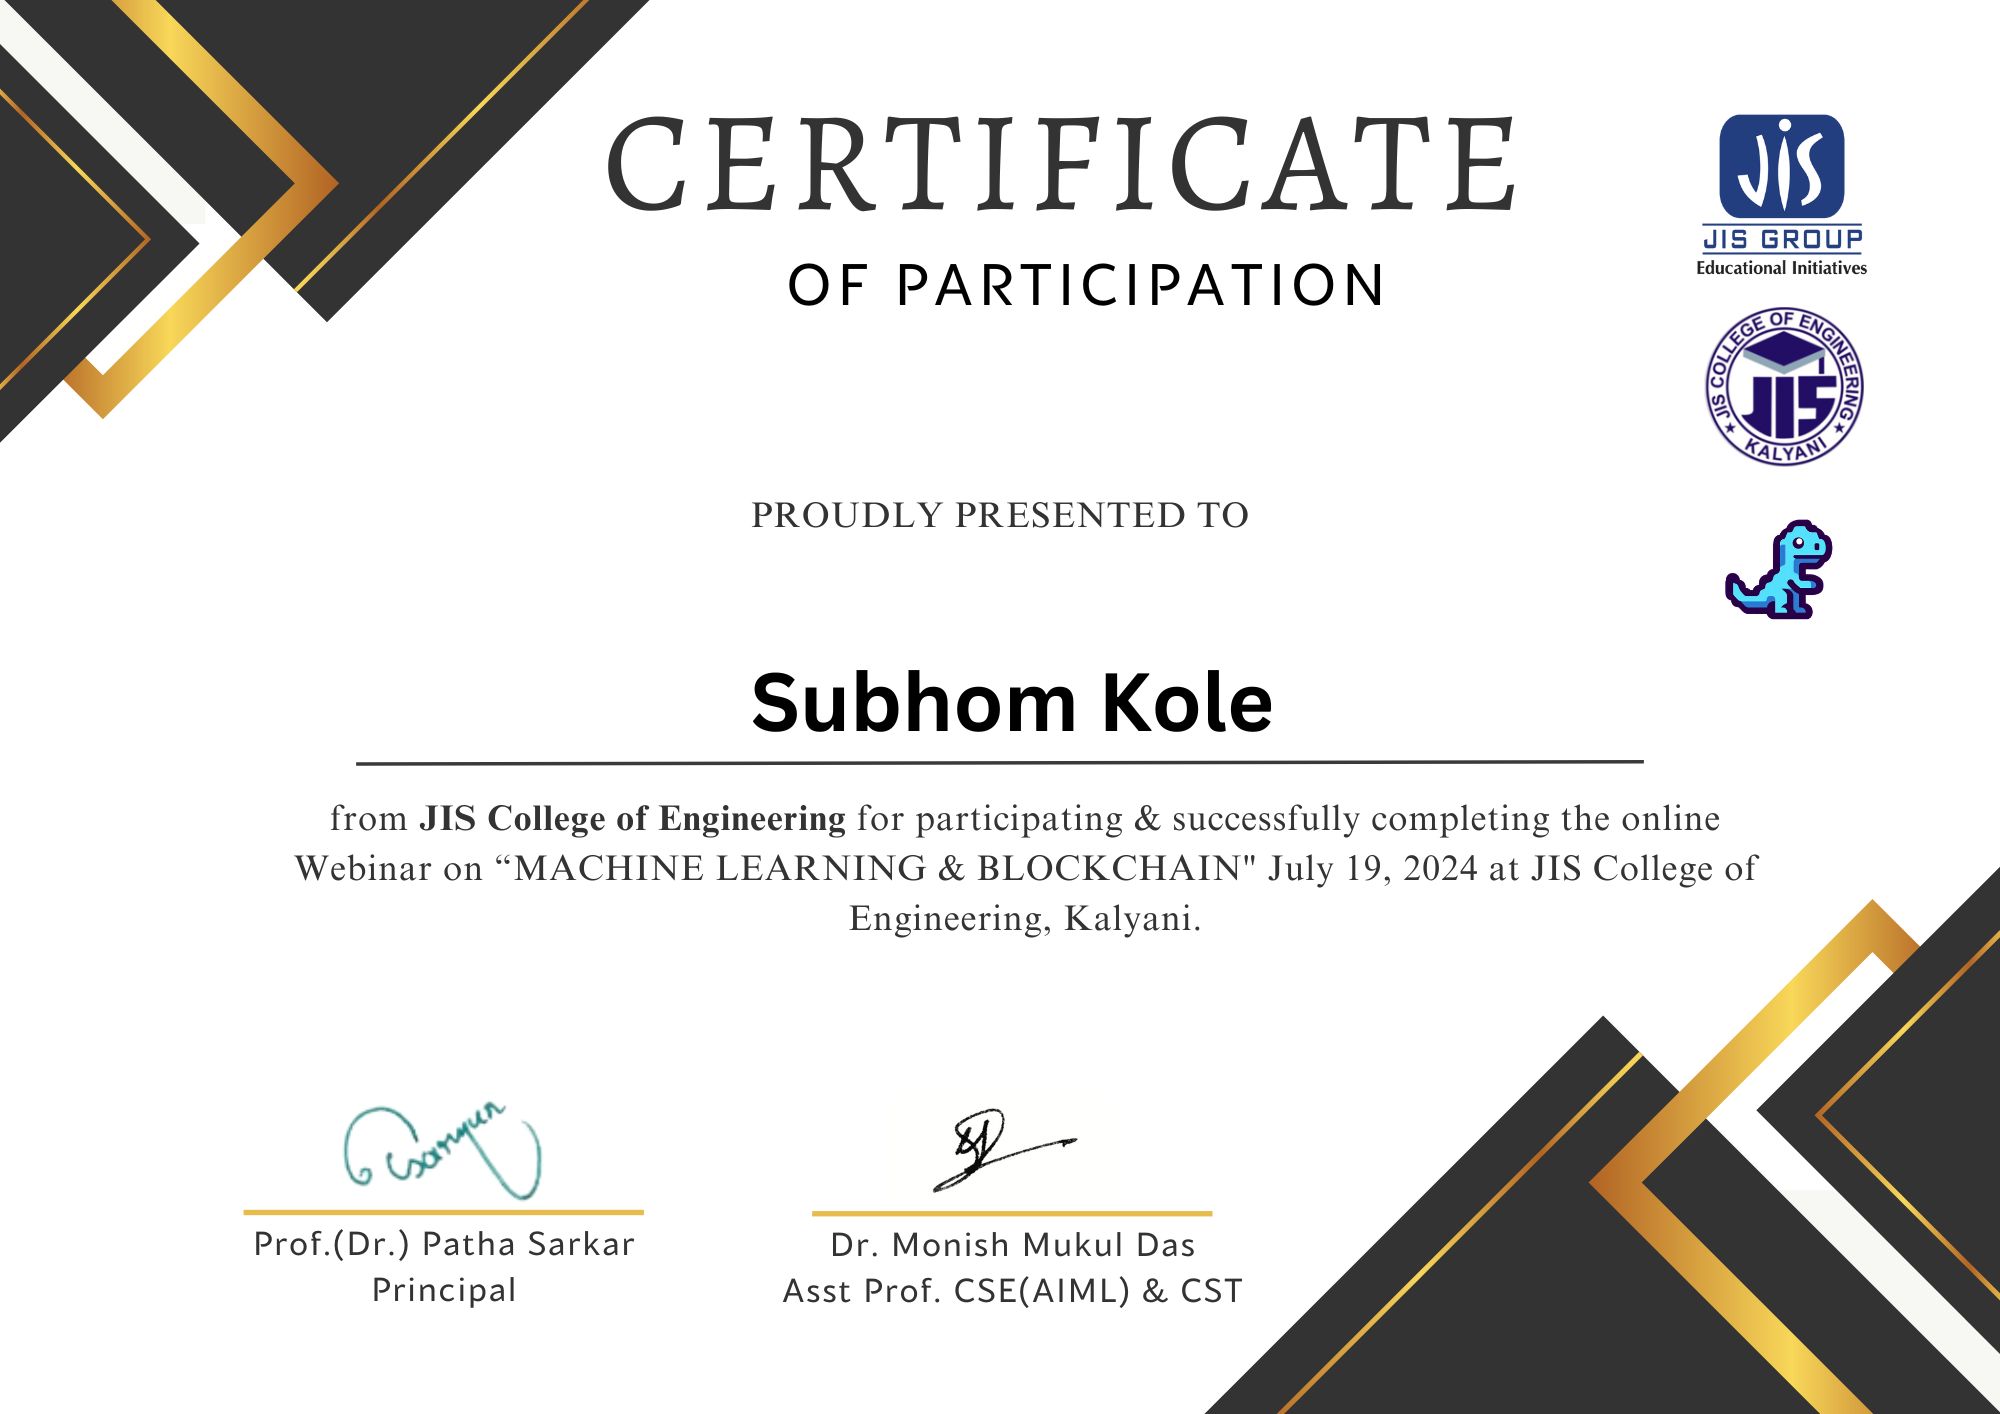 CERTIFICATE
OF PARTICIPATION
JIS
JIS GROUP
Educational Initiatives
JIS COLLEGE OF ENGINEERING
JIS
KALYANI
PROUDLY PRESENTED TO
Subhom Kole
from JIS College of Engineering for participating & successfully completing the online
Webinar on “MACHINE LEARNING & BLOCKCHAIN" July 19, 2024 at JIS College of
Engineering, Kalyani.
Prof.(Dr.) Patha Sarkar
Principal
Dr. Monish Mukul Das
Asst Prof. CSE(AIML) & CST